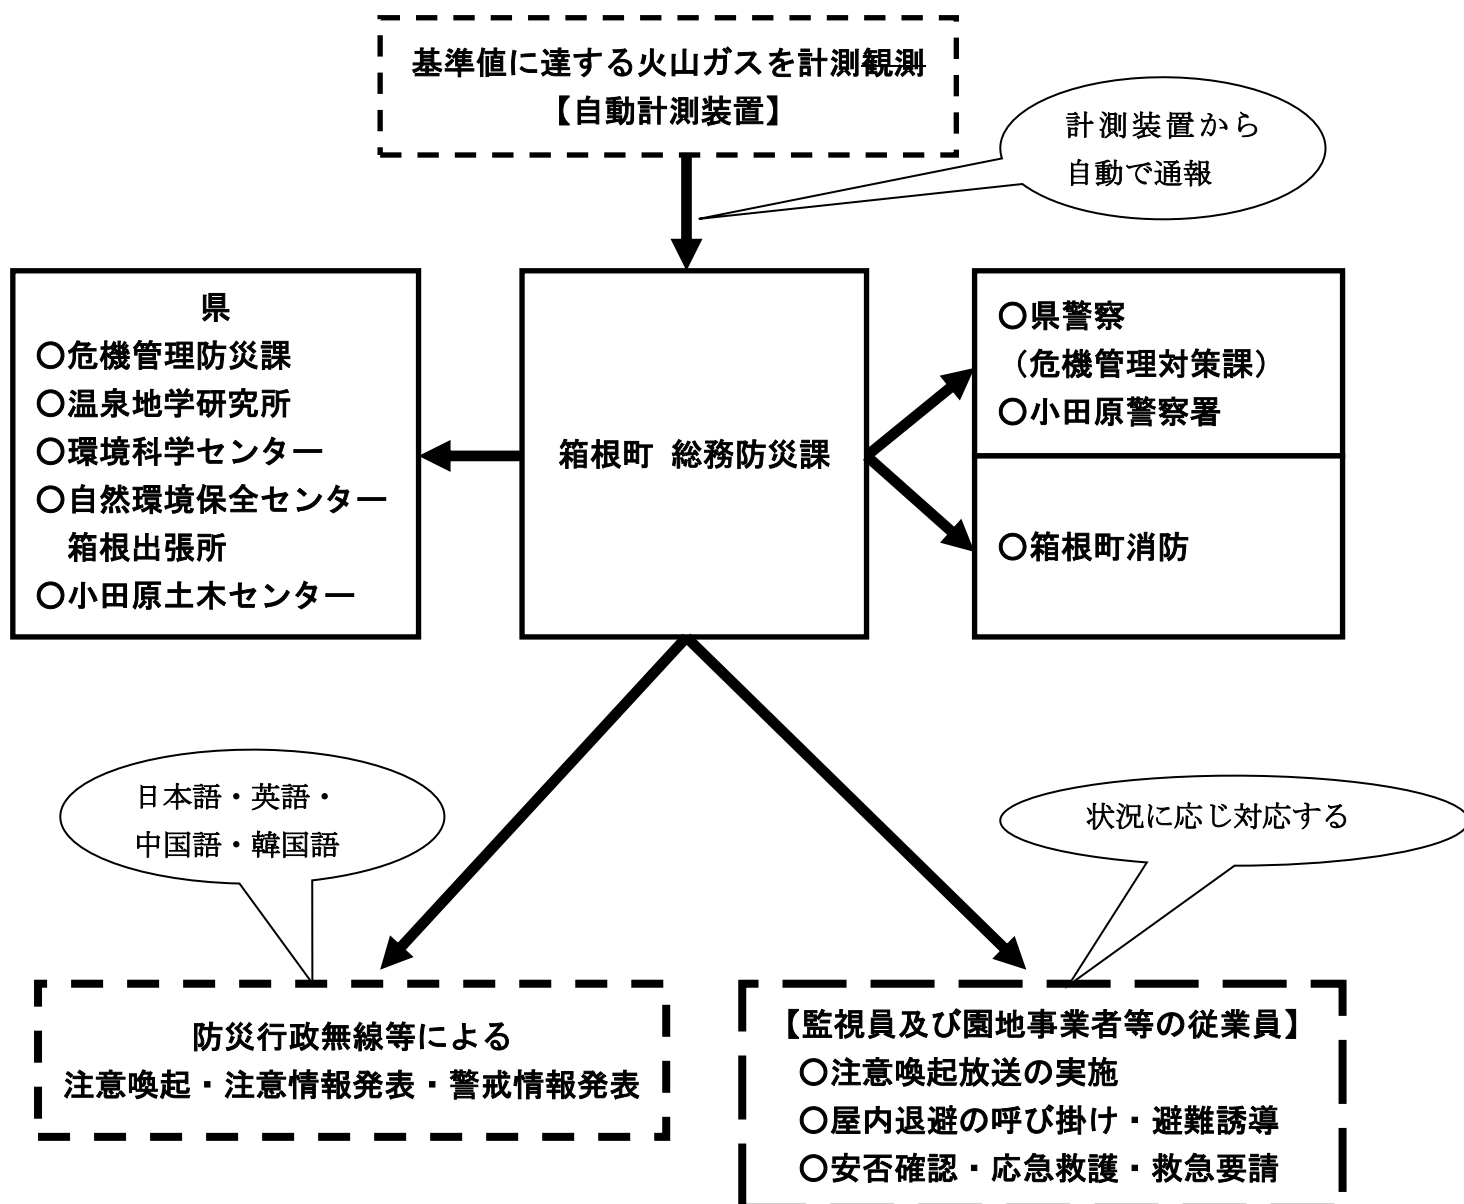 基準値に達する火山ガスを計測観測
【自動計測装置】
計測装置から
自動で通報
県
○危機管理防災課
○温泉地学研究所
○環境科学センター
○自然環境保全センター
箱根出張所
○小田原土木センター
箱根町 総務防災課
○県警察
（危機管理対策課）
○小田原警察署
○箱根町消防
日本語・英語・
中国語・韓国語
状況に応じ対応する
防災行政無線等による
注意喚起・注意情報発表・警戒情報発表
【監視員及び園地事業者等の従業員】
○注意喚起放送の実施
○屋内退避の呼び掛け・避難誘導
○安否確認・応急救護・救急要請